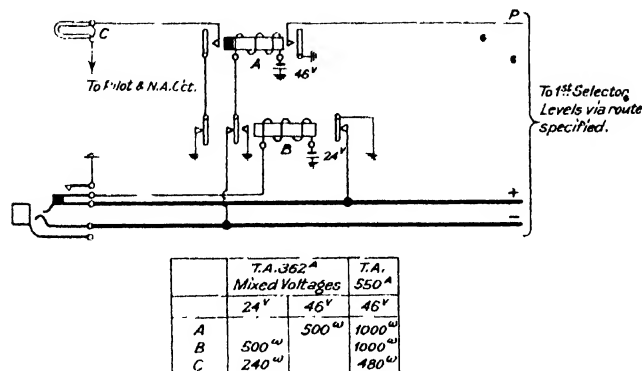 C
P
A
46V
To Pilot & N.A. Cct.
To 1st Selector
Levels via route
specified.
B
24V
+
−
T.A. 362A
Mixed Voltages
T.A.
550A
24V 46V 46V
A 500ω 1000ω
B 500ω 1000ω
C 240ω 480ω